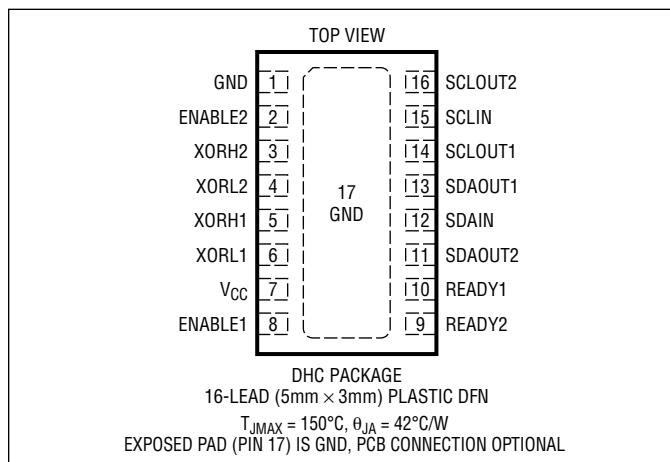 TOP VIEW
GND 1 16 SCLOUT2
ENABLE2 2 15 SCLIN
XORH2 3 14 SCLOUT1
XORL2 4 17 13 SDAOUT1
XORH1 5 GND 12 SDAIN
XORL1 6 11 SDAOUT2
VCC 7 10 READY1
ENABLE1 8 9 READY2
DHC PACKAGE
16-LEAD (5mm × 3mm) PLASTIC DFN
TJMAX = 150°C, θJA = 42°C/W
EXPOSED PAD (PIN 17) IS GND, PCB CONNECTION OPTIONAL